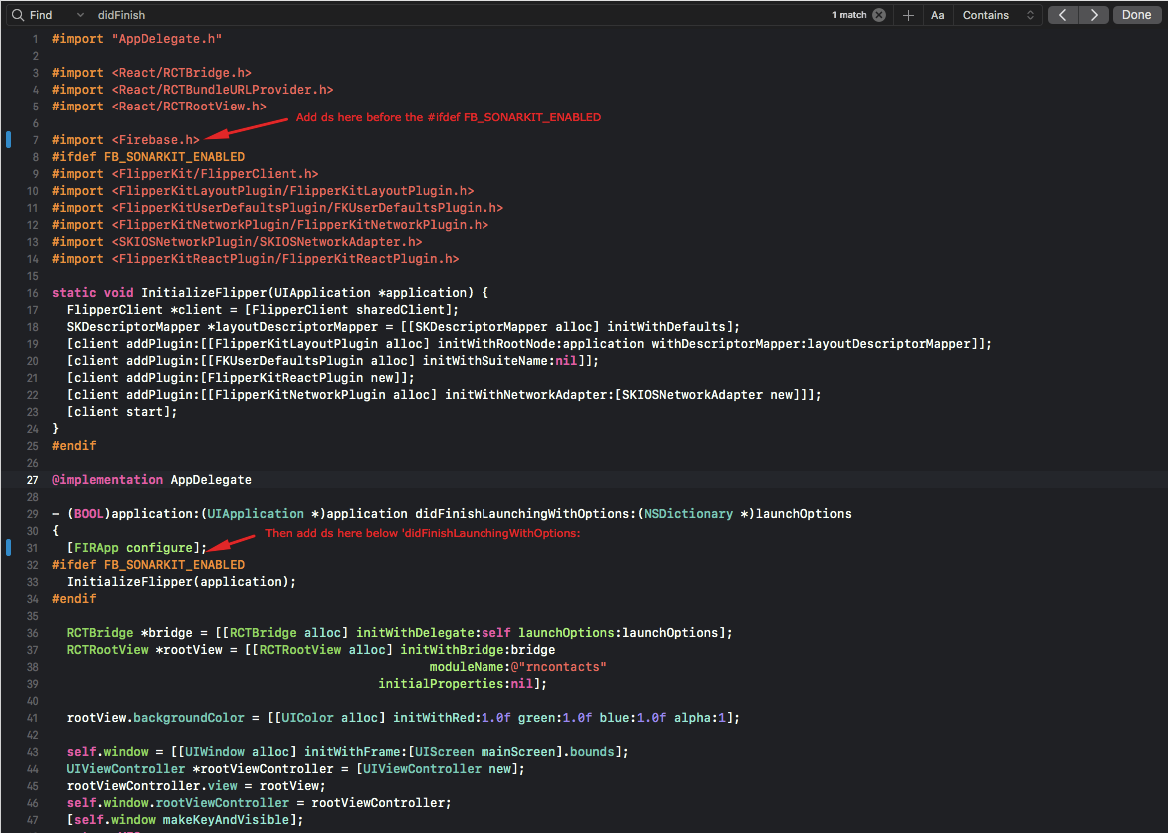 Find didFinish 1 match Aa Contains Done
1 #import "AppDelegate.h"
2
3 #import <React/RCTBridge.h>
4 #import <React/RCTBundleURLProvider.h>
5 #import <React/RCTRootView.h>
6 Add ds here before the #ifdef FB_SONARKIT_ENABLED
7 #import <Firebase.h>
8 #ifdef FB_SONARKIT_ENABLED
9 #import <FlipperKit/FlipperClient.h>
10 #import <FlipperKitLayoutPlugin/FlipperKitLayoutPlugin.h>
11 #import <FlipperKitUserDefaultsPlugin/FKUserDefaultsPlugin.h>
12 #import <FlipperKitNetworkPlugin/FlipperKitNetworkPlugin.h>
13 #import <SKIOSNetworkPlugin/SKIOSNetworkAdapter.h>
14 #import <FlipperKitReactPlugin/FlipperKitReactPlugin.h>
15
16 static void InitializeFlipper(UIApplication *application) {
17 FlipperClient *client = [FlipperClient sharedClient];
18 SKDescriptorMapper *layoutDescriptorMapper = [[SKDescriptorMapper alloc] initWithDefaults];
19 [client addPlugin:[[FlipperKitLayoutPlugin alloc] initWithRootNode:application withDescriptorMapper:layoutDescriptorMapper]];
20 [client addPlugin:[[FKUserDefaultsPlugin alloc] initWithSuiteName:nil]];
21 [client addPlugin:[FlipperKitReactPlugin new]];
22 [client addPlugin:[[FlipperKitNetworkPlugin alloc] initWithNetworkAdapter:[SKIOSNetworkAdapter new]]];
23 [client start];
24 }
25 #endif
26
27 @implementation AppDelegate
28
29 - (BOOL)application:(UIApplication *)application didFinishLaunchingWithOptions:(NSDictionary *)launchOptions
30 { Then add ds here below 'didFinishLaunchingWithOptions:
31 [FIRApp configure];
32 #ifdef FB_SONARKIT_ENABLED
33 InitializeFlipper(application);
34 #endif
35
36 RCTBridge *bridge = [[RCTBridge alloc] initWithDelegate:self launchOptions:launchOptions];
37 RCTRootView *rootView = [[RCTRootView alloc] initWithBridge:bridge
38 moduleName:@"rncontacts"
39 initialProperties:nil];
40
41 rootView.backgroundColor = [[UIColor alloc] initWithRed:1.0f green:1.0f blue:1.0f alpha:1];
42
43 self.window = [[UIWindow alloc] initWithFrame:[UIScreen mainScreen].bounds];
44 UIViewController *rootViewController = [UIViewController new];
45 rootViewController.view = rootView;
46 self.window.rootViewController = rootViewController;
47 [self.window makeKeyAndVisible];